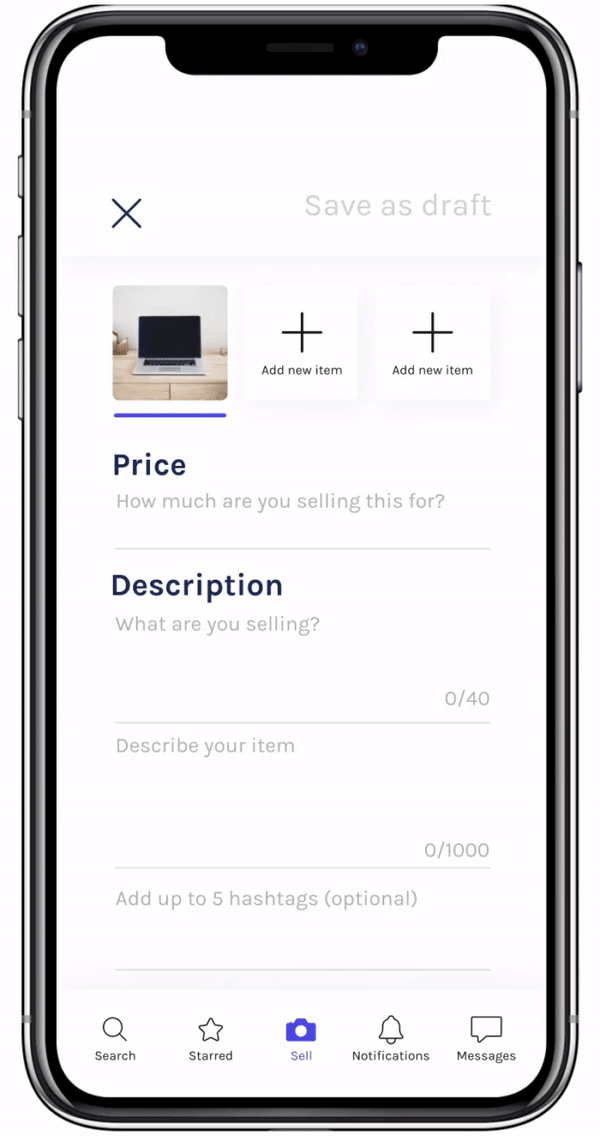 Save as draft
Add new item
Add new item
Price
How much are you selling this for?
Description
What are you selling?
0/40
Describe your item
0/1000
Add up to 5 hashtags (optional)
Search
Starred
Sell
Notifications
Messages